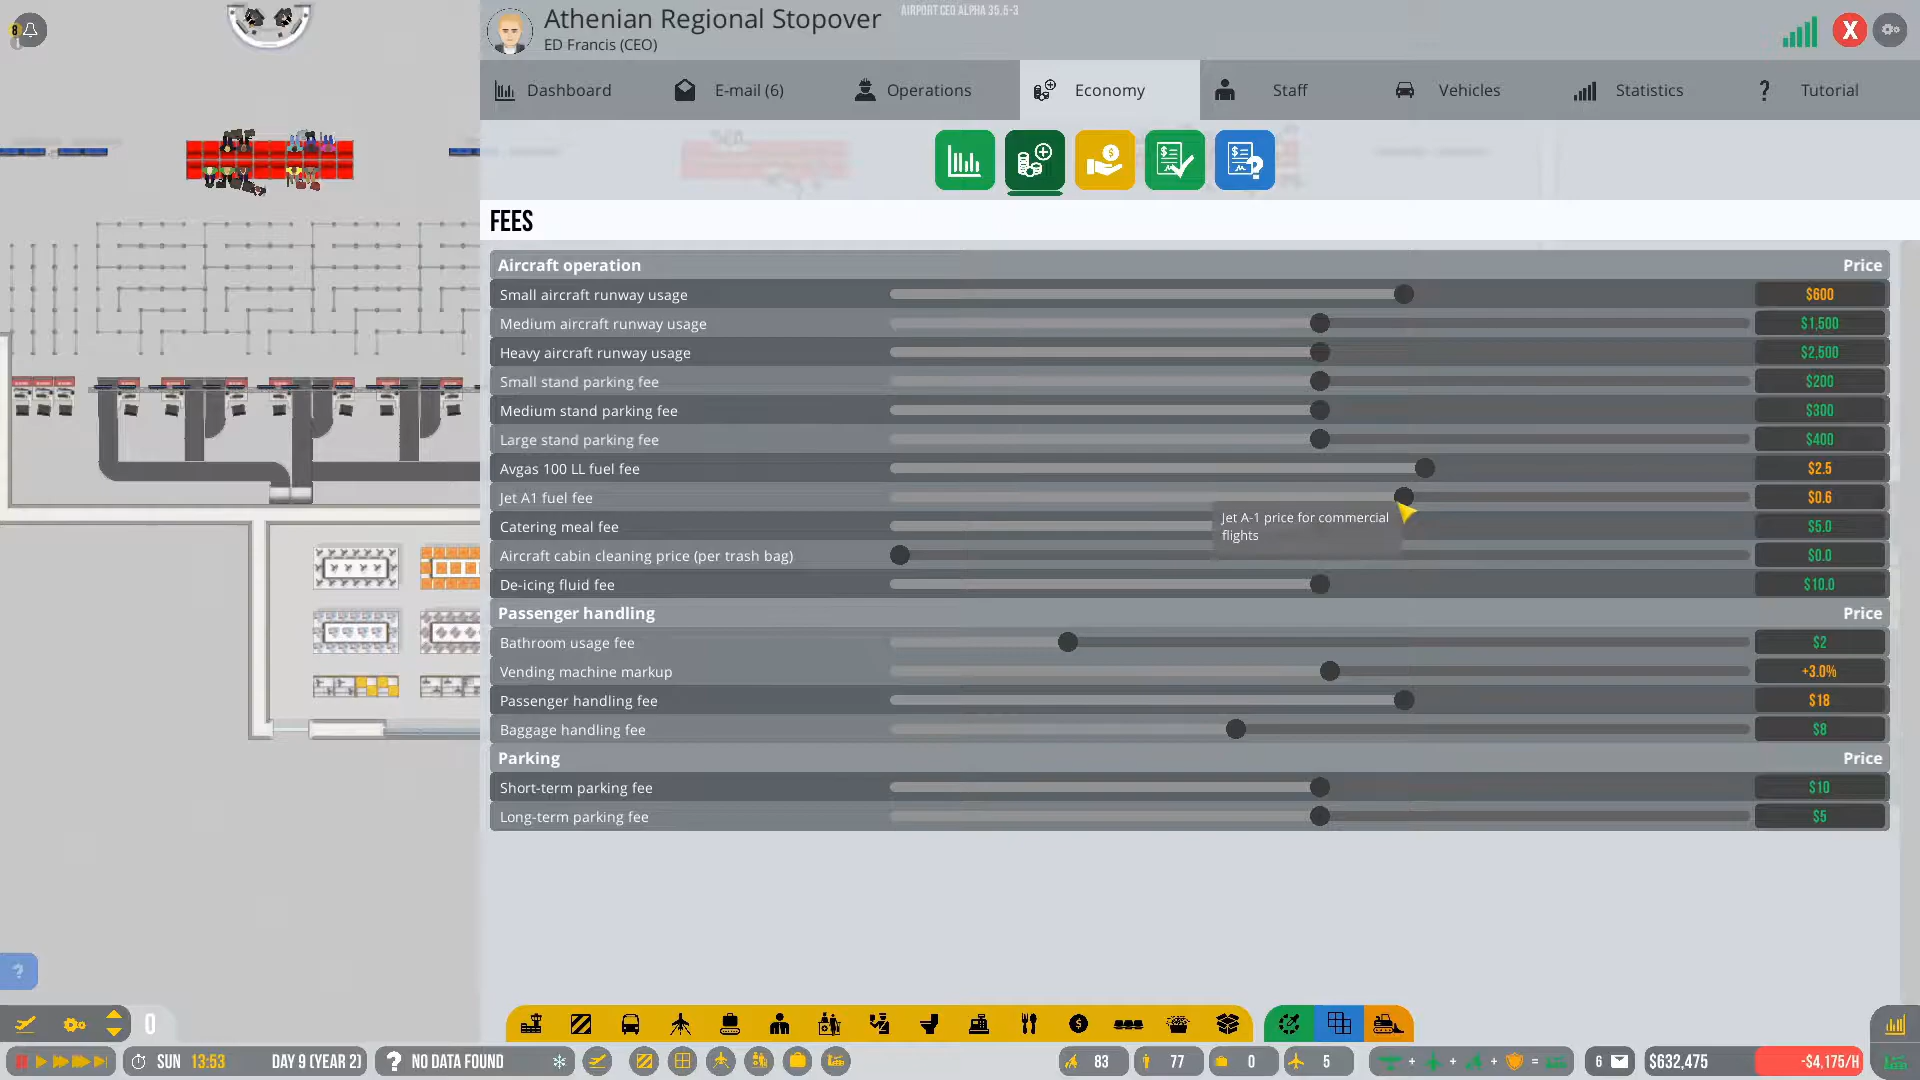 AIRPORT CEO ALPHA 35.6-3
Athenian Regional Stopover
ED Francis (CEO)
X
8
Dashboard
E-mail (6)
Operations
Economy
Staff
Vehicles
Statistics
? Tutorial
FEES
Aircraft operation Price
Small aircraft runway usage $600
Medium aircraft runway usage $1,500
Heavy aircraft runway usage $2,500
Small stand parking fee $200
Medium stand parking fee $300
Large stand parking fee $400
Avgas 100 LL fuel fee $2.5
Jet A1 fuel fee $0.6
Jet A-1 price for commercial
flights
Catering meal fee $5.0
Aircraft cabin cleaning price (per trash bag) $0.0
De-icing fluid fee $10.0
Passenger handling Price
Bathroom usage fee $2
Vending machine markup +3.0%
Passenger handling fee $18
Baggage handling fee $8
Parking Price
Short-term parking fee $10
Long-term parking fee $5
?
0
SUN 13:53 DAY 9 (YEAR 2)
? NO DATA FOUND
83 77 0 5
+ + + =
6
$632,475 -$4,175/H